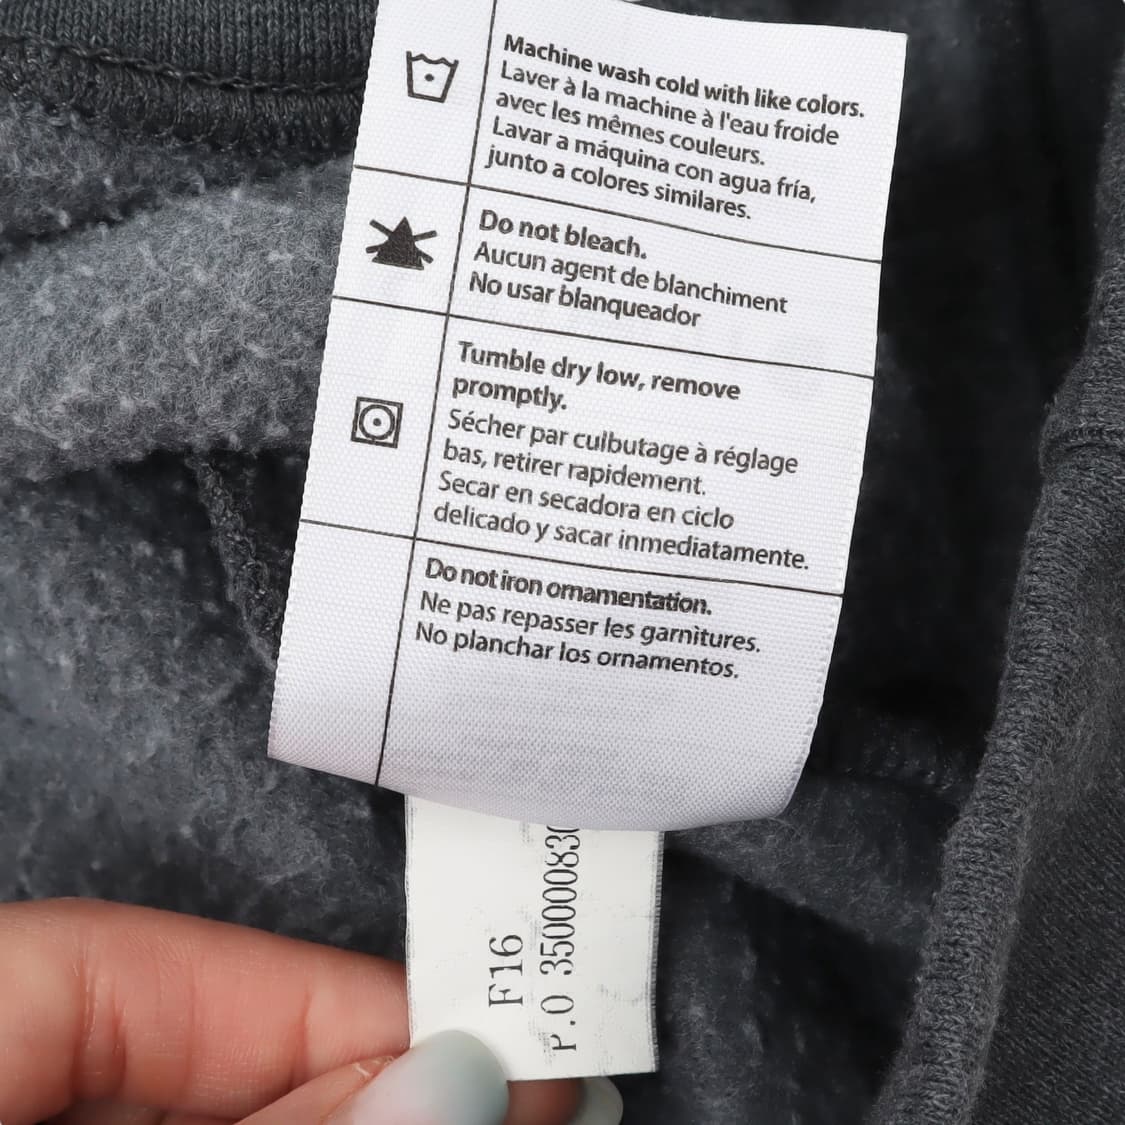 Machine wash cold with like colors.
Laver à la machine à l'eau froide
avec les mêmes couleurs.
Lavar a máquina con agua fría,
junto a colores similares.
Do not bleach.
Aucun agent de blanchiment
No usar blanqueador
Tumble dry low, remove
promptly.
Sécher par culbutage à réglage
bas, retirer rapidement.
Secar en secadora en ciclo
delicado y sacar inmediatamente.
Do not iron ornamentation.
Ne pas repasser les garnitures.
No planchar los ornamentos.
F16
P.O 35000083